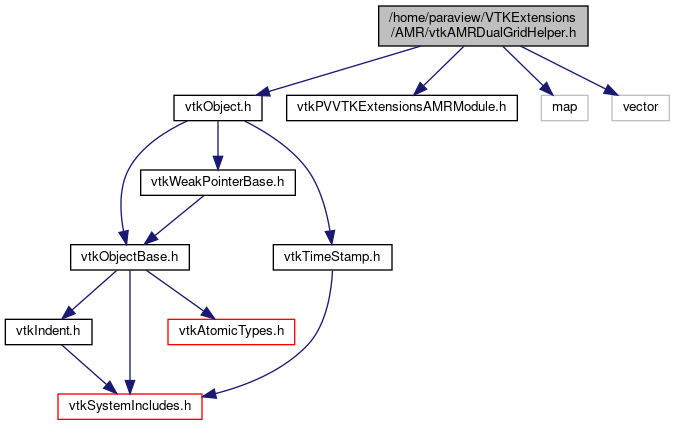 /home/paraview/VTKExtensions
/AMR/vtkAMRDualGridHelper.h
vtkObject.h
vtkPVVTKExtensionsAMRModule.h
map
vector
vtkWeakPointerBase.h
vtkObjectBase.h
vtkTimeStamp.h
vtkIndent.h
vtkAtomicTypes.h
vtkSystemIncludes.h